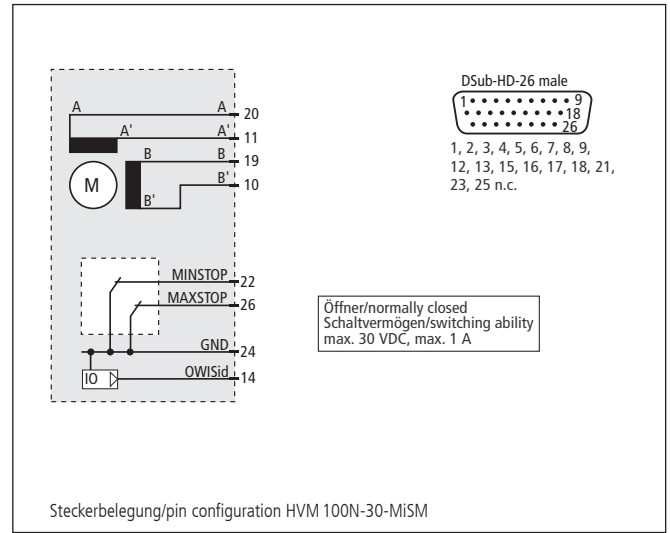 DSub-HD-26 male
1 9
18
26
1, 2, 3, 4, 5, 6, 7, 8, 9,
12, 13, 15, 16, 17, 18, 21,
23, 25 n.c.
A A 20
A' A' 11
B B 19
B' B' 10
M
MINSTOP 22
MAXSTOP 26
GND 24
IO OWISid 14
Öffner/normally closed
Schaltvermögen/switching ability
max. 30 VDC, max. 1 A
Steckerbelegung/pin configuration HVM 100N-30-MiSM